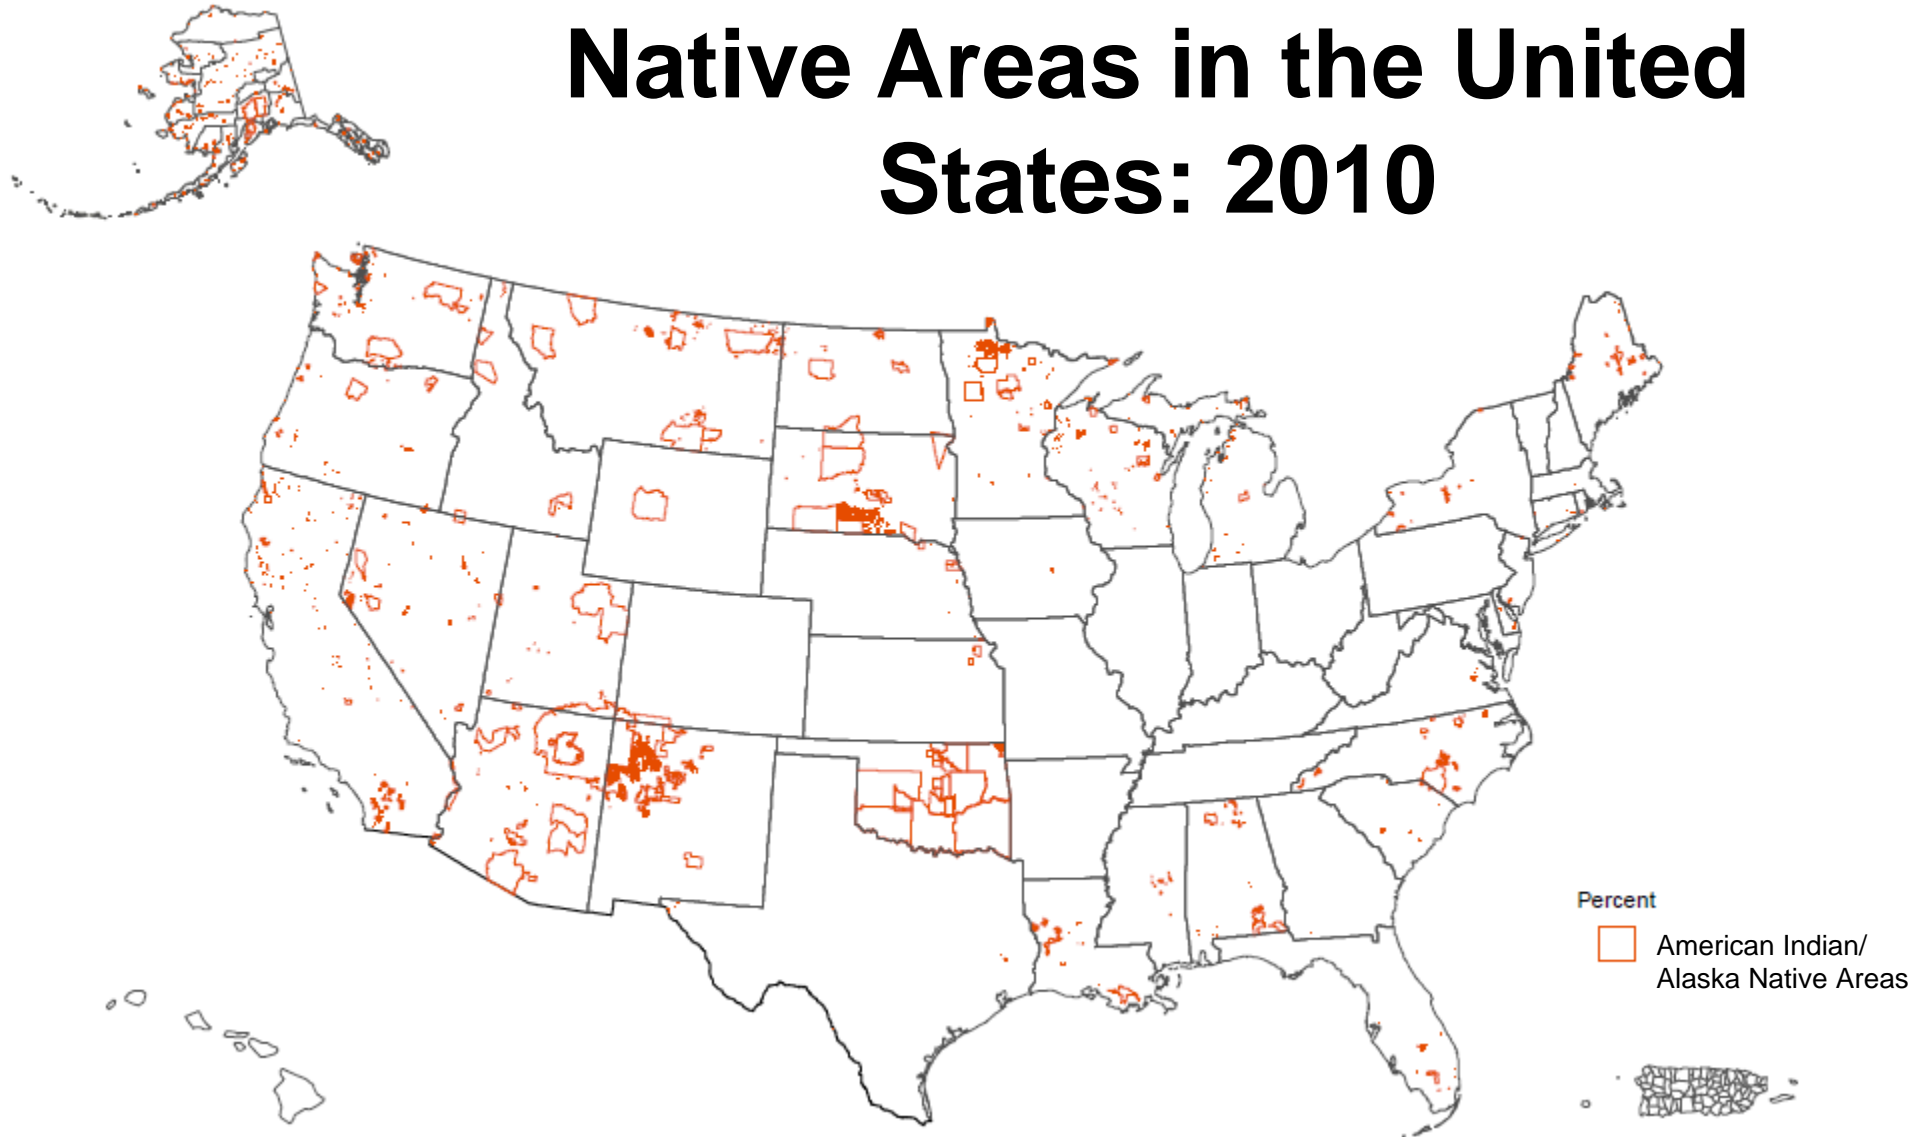 Native Areas in the United
States: 2010
Percent
American Indian/
Alaska Native Areas